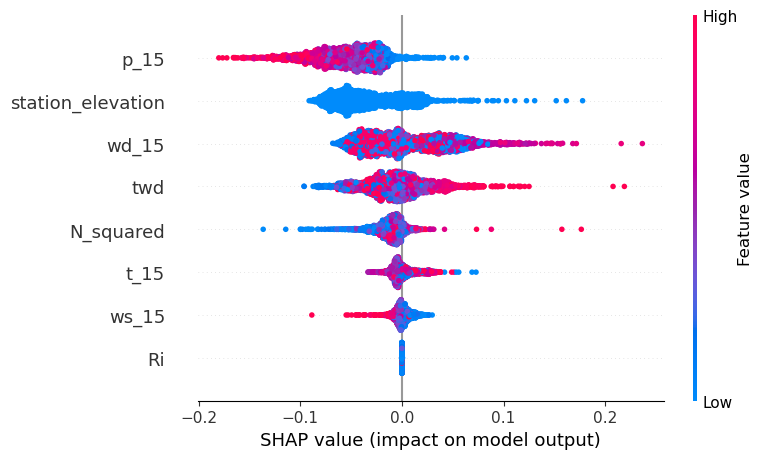 High
p_15
station_elevation
wd_15
twd
N_squared
t_15
ws_15
Ri
Feature value
Low
−0.2 −0.1 0.0 0.1 0.2
SHAP value (impact on model output)